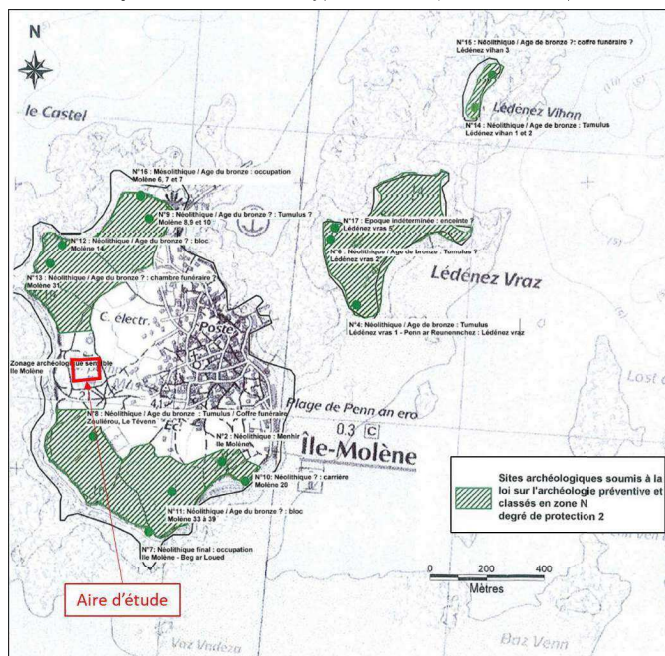 N
le Castel
N°15 : Néolithique / Age de bronze ?: coffre funéraire ?
Lédénez vihan 3
Lédénez Vihan
N°14 : Néolithique / Age de bronze : Tumulus
Lédénez vihan 1 et 2
N°16 : Mésolithique / Age du bronze : occupation
Molène 6, 7 et 7
N°9 : Néolithique / Age du bronze ? : Tumulus ?
Molène 8,9 et 10
N°12 : Néolithique / Age du bronze ? : bloc
Molène 1
N°13 : Néolithique / Age du bronze ? : chambre funéraire ?
Molène 31
N°17 : Epoque indéterminée : enceinte ?
Lédénez vras 5
Néolithique / Age de bronze : Tumulus ?
Lédénez vras 2
Lédénez Vraz
N°4 : Néolithique / Age de bronze : Tumulus
Lédénez vras 1 - Penn ar Reunennchez : Lédénez vraz
C. électr.
Poste
Zonage archéologique sensible
Ile Molène
N°8 : Néolithique / Age du bronze : Tumulus / Coffre funéraire
Zoulierou, Le Tévenn
Plage de Penn an ero
0.3 C
N°2 : Néolithique : Menhir
Ile Molène
Île-Molène
N°10: Néolithique ? : carrière
Molène 20
N°11: Néolithique / Age du bronze ? : bloc
Molène 33 à 39
N°7: Néolithique final : occupation
Ile Molène - Beg ar Loued
Sites archéologiques soumis à la
loi sur l'archéologie préventive et
classés en zone N
degré de protection 2
0 200 400
Mètres
Aire d'étude
Vaz Vadeza
Baz Venn